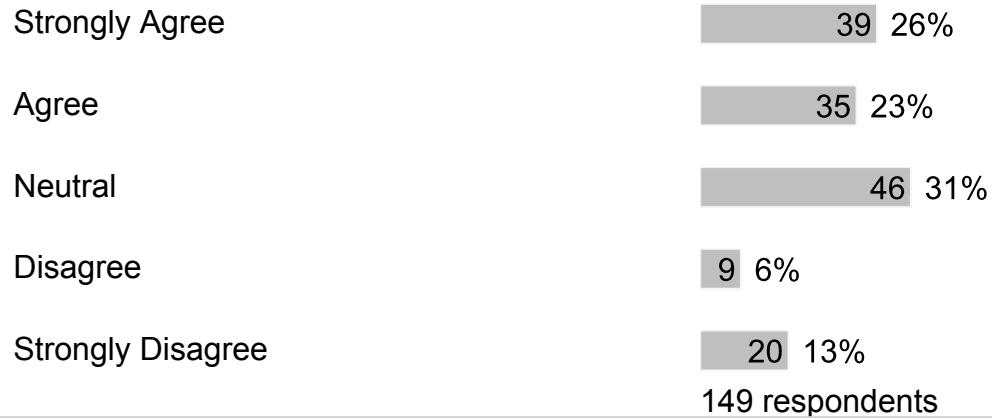 Strongly Agree 39 26%
Agree 35 23%
Neutral 46 31%
Disagree 9 6%
Strongly Disagree 20 13%
149 respondents